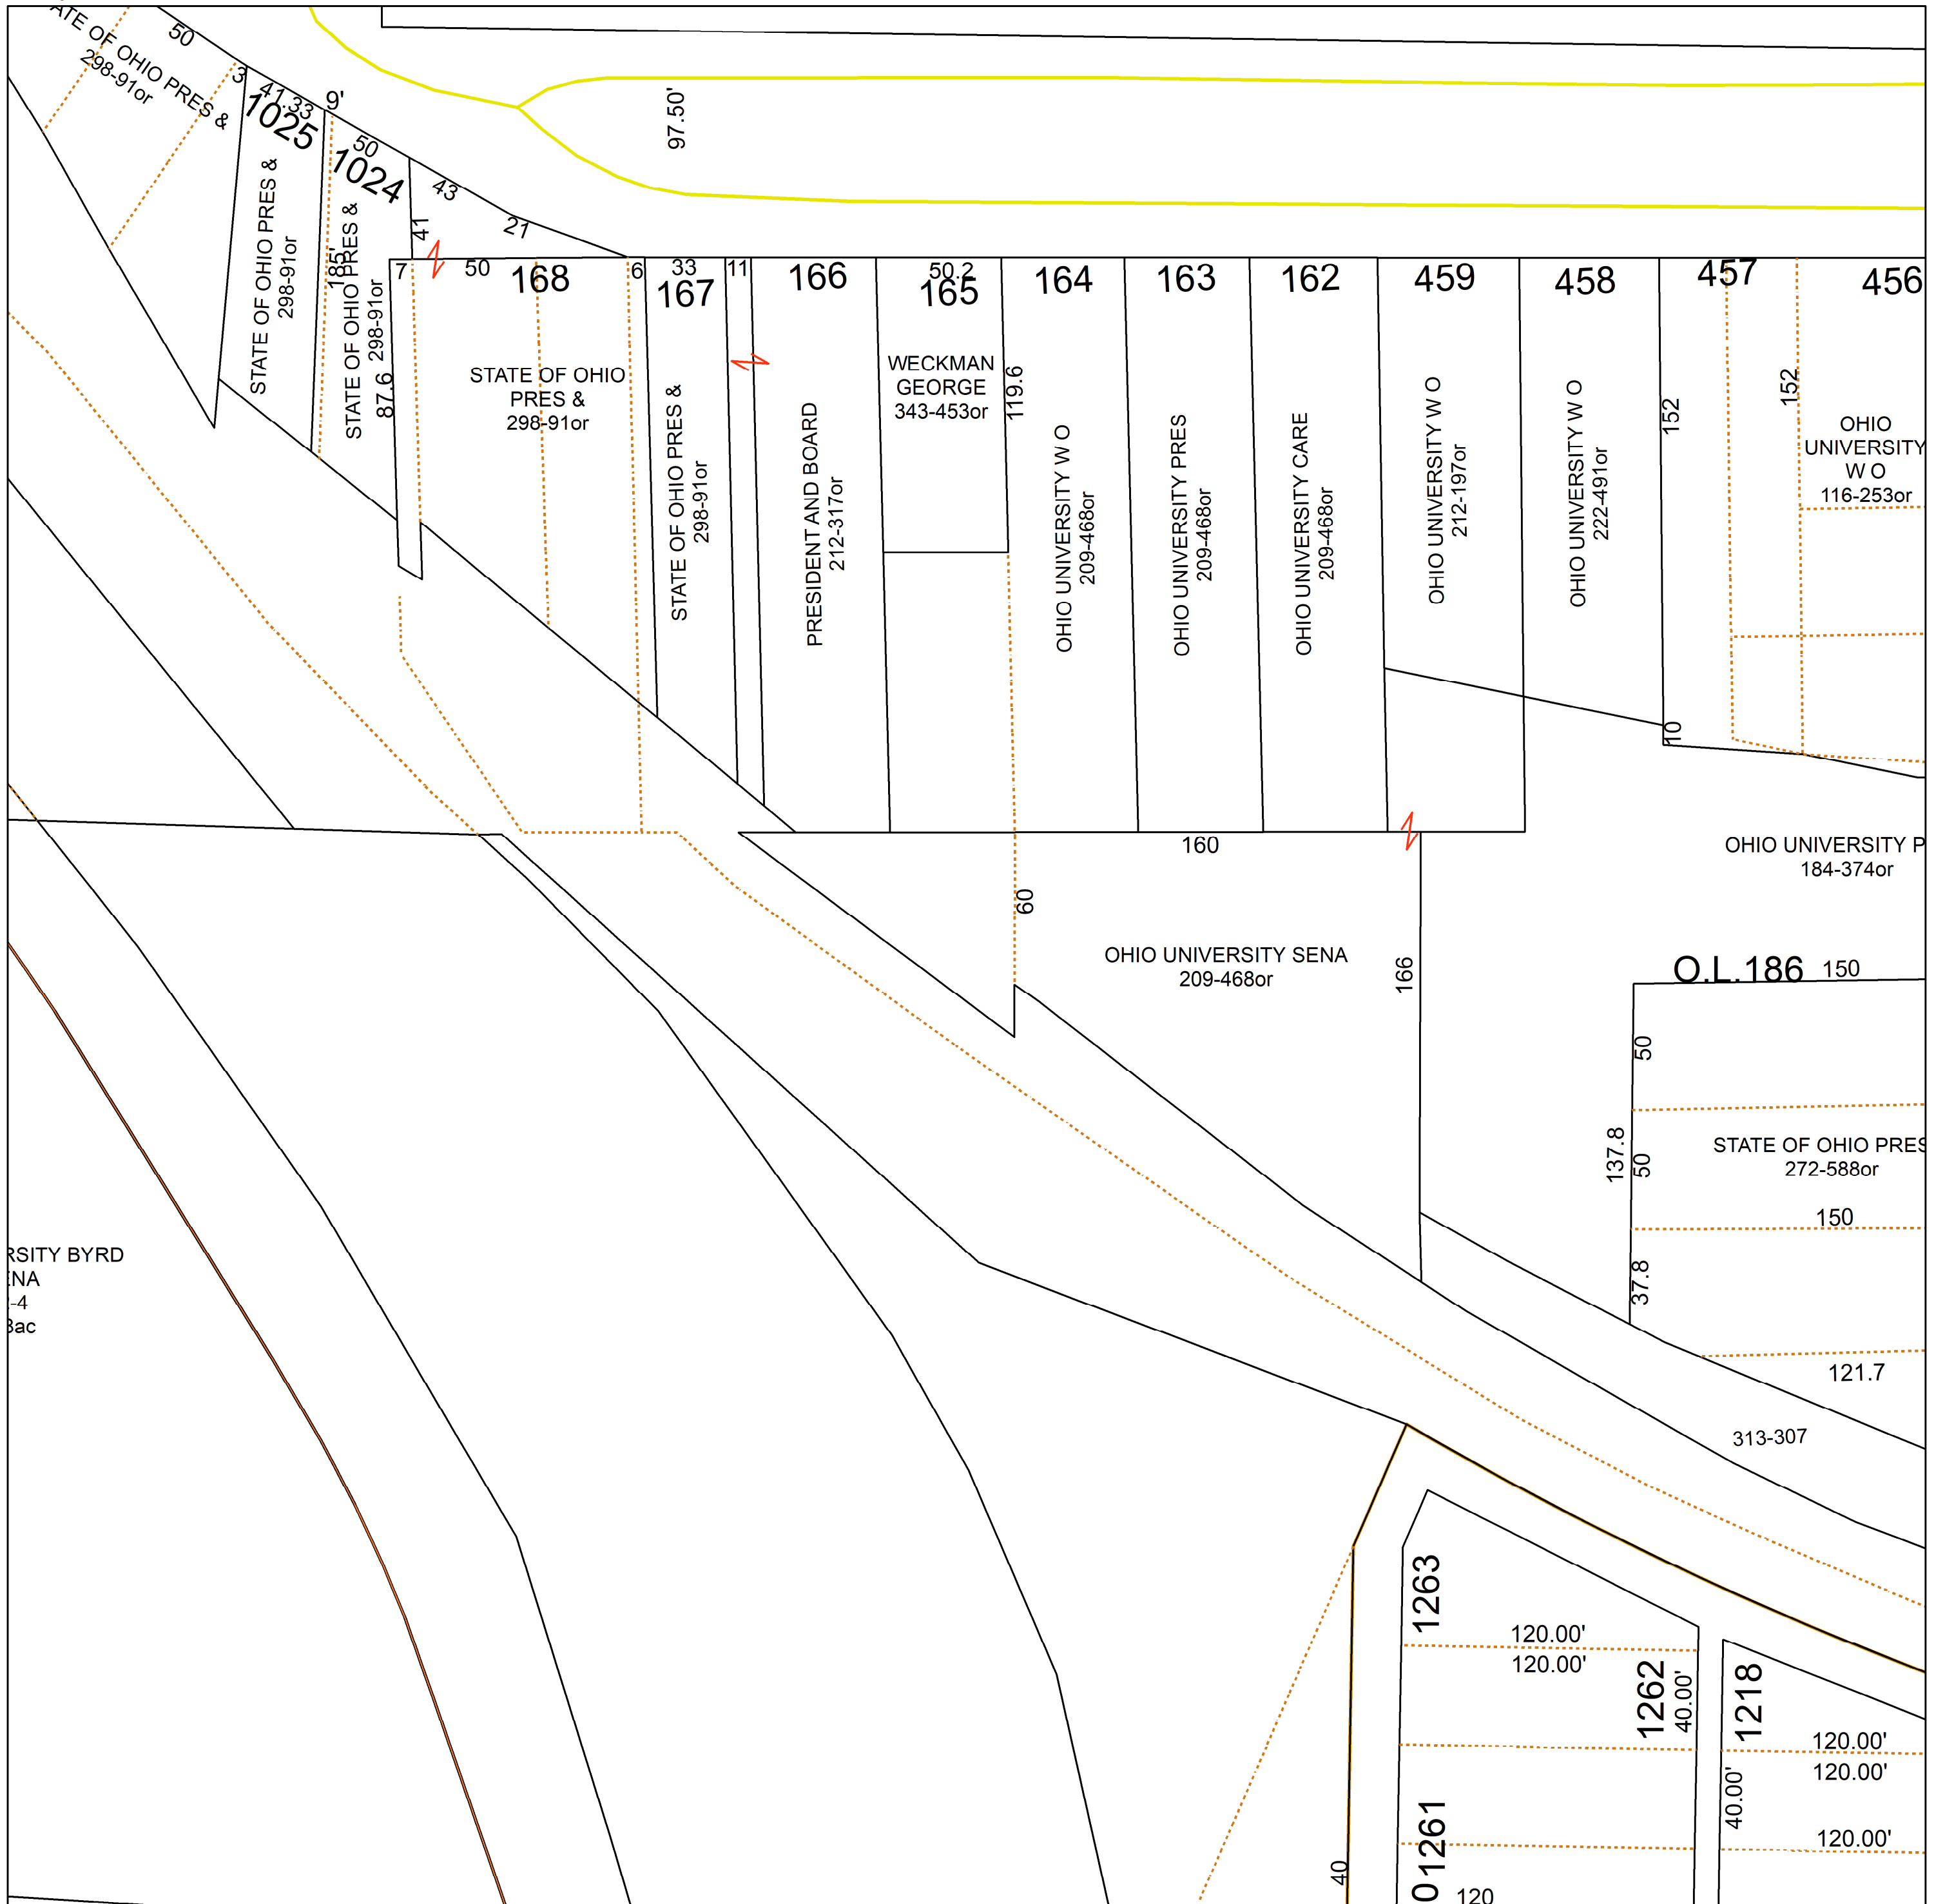 50
ATE OF OHIO PRES &
298-91or
3
41.33
9'
1025
50
1024
97.50'
43
41
21
STATE OF OHIO PRES &
298-91or
185'
STATE OF OHIO PRES &
298-91or
87.6
7
50
168
6
33
167
11
166
50.2
165
164
163
162
459
458
457
456
STATE OF OHIO
PRES &
298-91or
STATE OF OHIO PRES &
298-91or
PRESIDENT AND BOARD
212-317or
WECKMAN
GEORGE
343-453or
119.6
OHIO UNIVERSITY W O
209-468or
OHIO UNIVERSITY PRES
209-468or
OHIO UNIVERSITY CARE
209-468or
OHIO UNIVERSITY W O
212-197or
OHIO UNIVERSITY W O
222-491or
152
152
OHIO
UNIVERSITY
W O
116-253or
10
160
OHIO UNIVERSITY P
184-374or
60
OHIO UNIVERSITY SENA
209-468or
166
O.L.186
150
50
137.8
50
STATE OF OHIO PRES
272-588or
150
37.8
121.7
RSITY BYRD
ENA
-4
3ac
313-307
1263
120.00'
120.00'
1262
40.00'
1218
120.00'
120.00'
40.00'
120.00'
1261
0
40
120